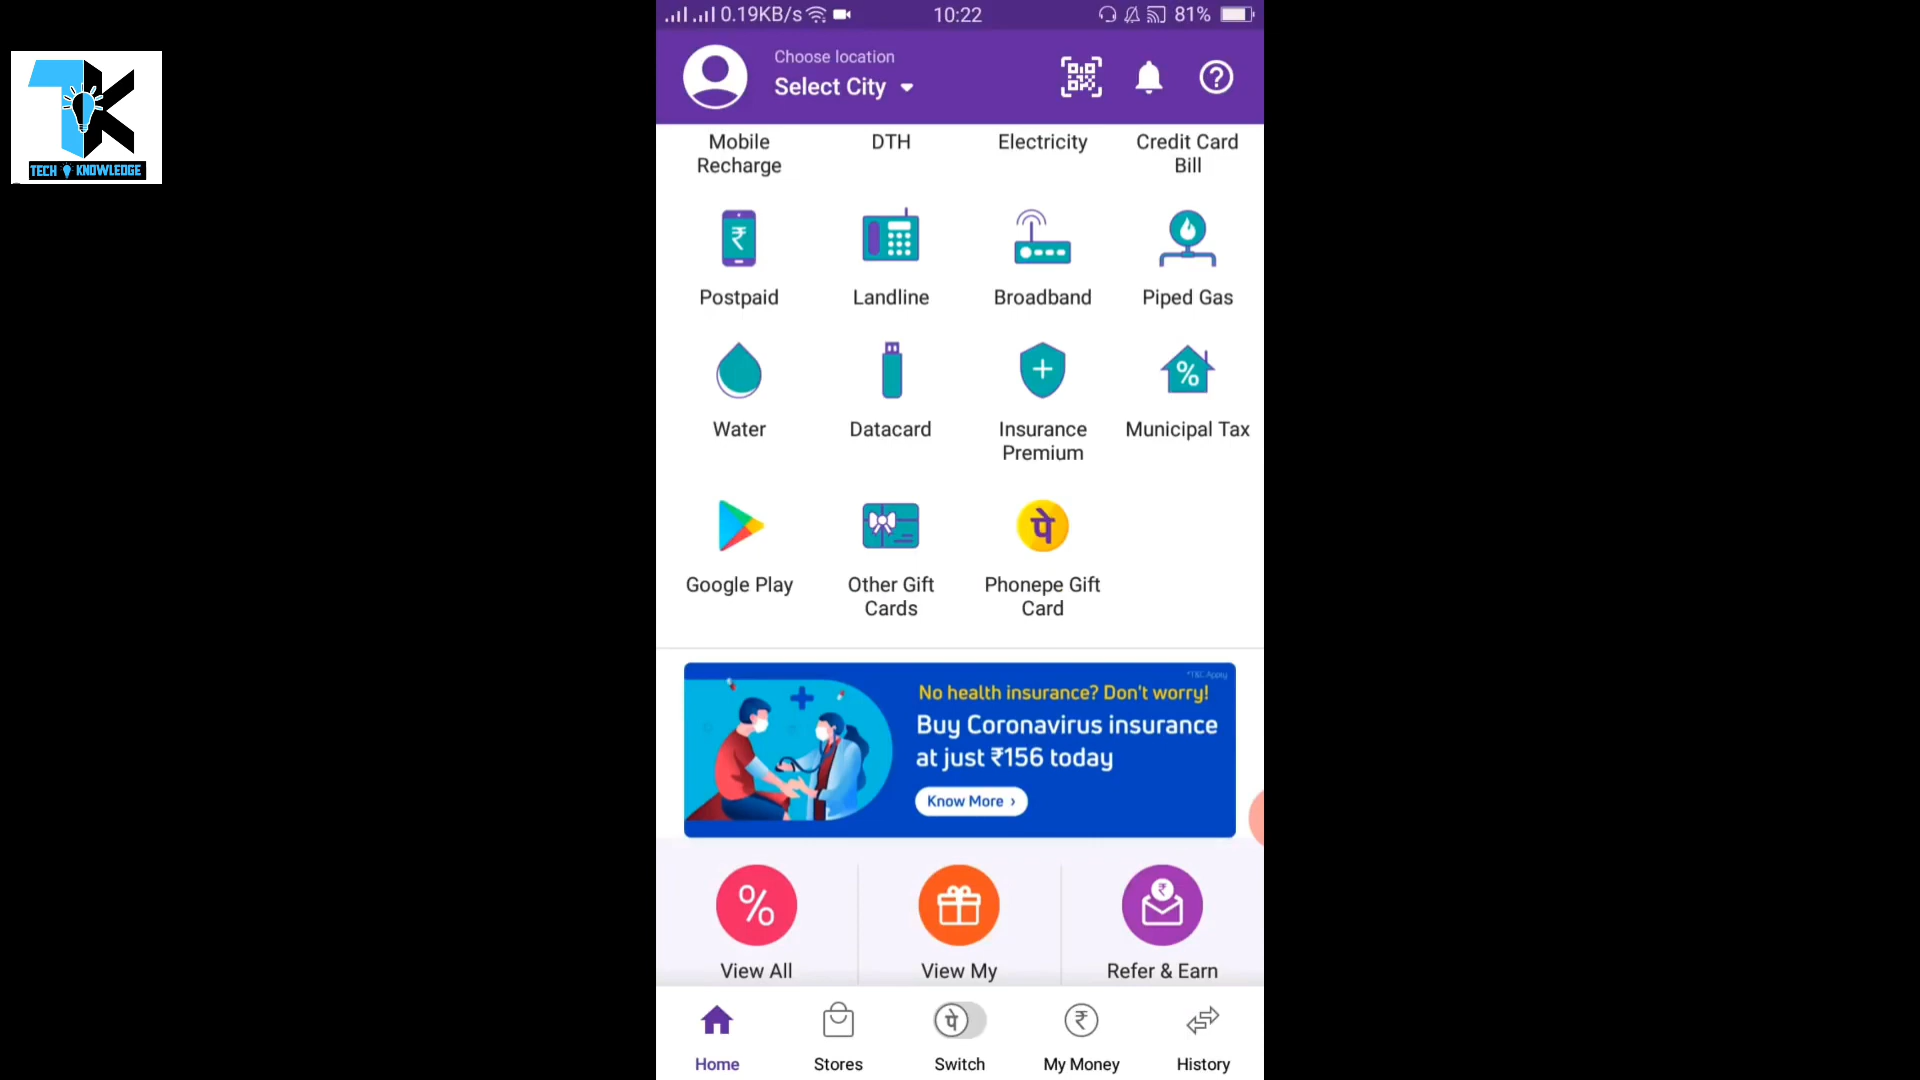 0.19KB/s
10:22
81%
Choose location
Select City
TECH KNOWLEDGE
Mobile Recharge
DTH
Electricity
Credit Card Bill
₹
Postpaid
Landline
Broadband
Piped Gas
%
Water
Datacard
Insurance Premium
Municipal Tax
पे
Google Play
Other Gift Cards
Phonepe Gift Card
*T&C Apply
No health insurance? Don't worry!
Buy Coronavirus insurance
at just ₹156 today
Know More ›
%
₹
View All
View My
Refer & Earn
पे
₹
Home
Stores
Switch
My Money
History